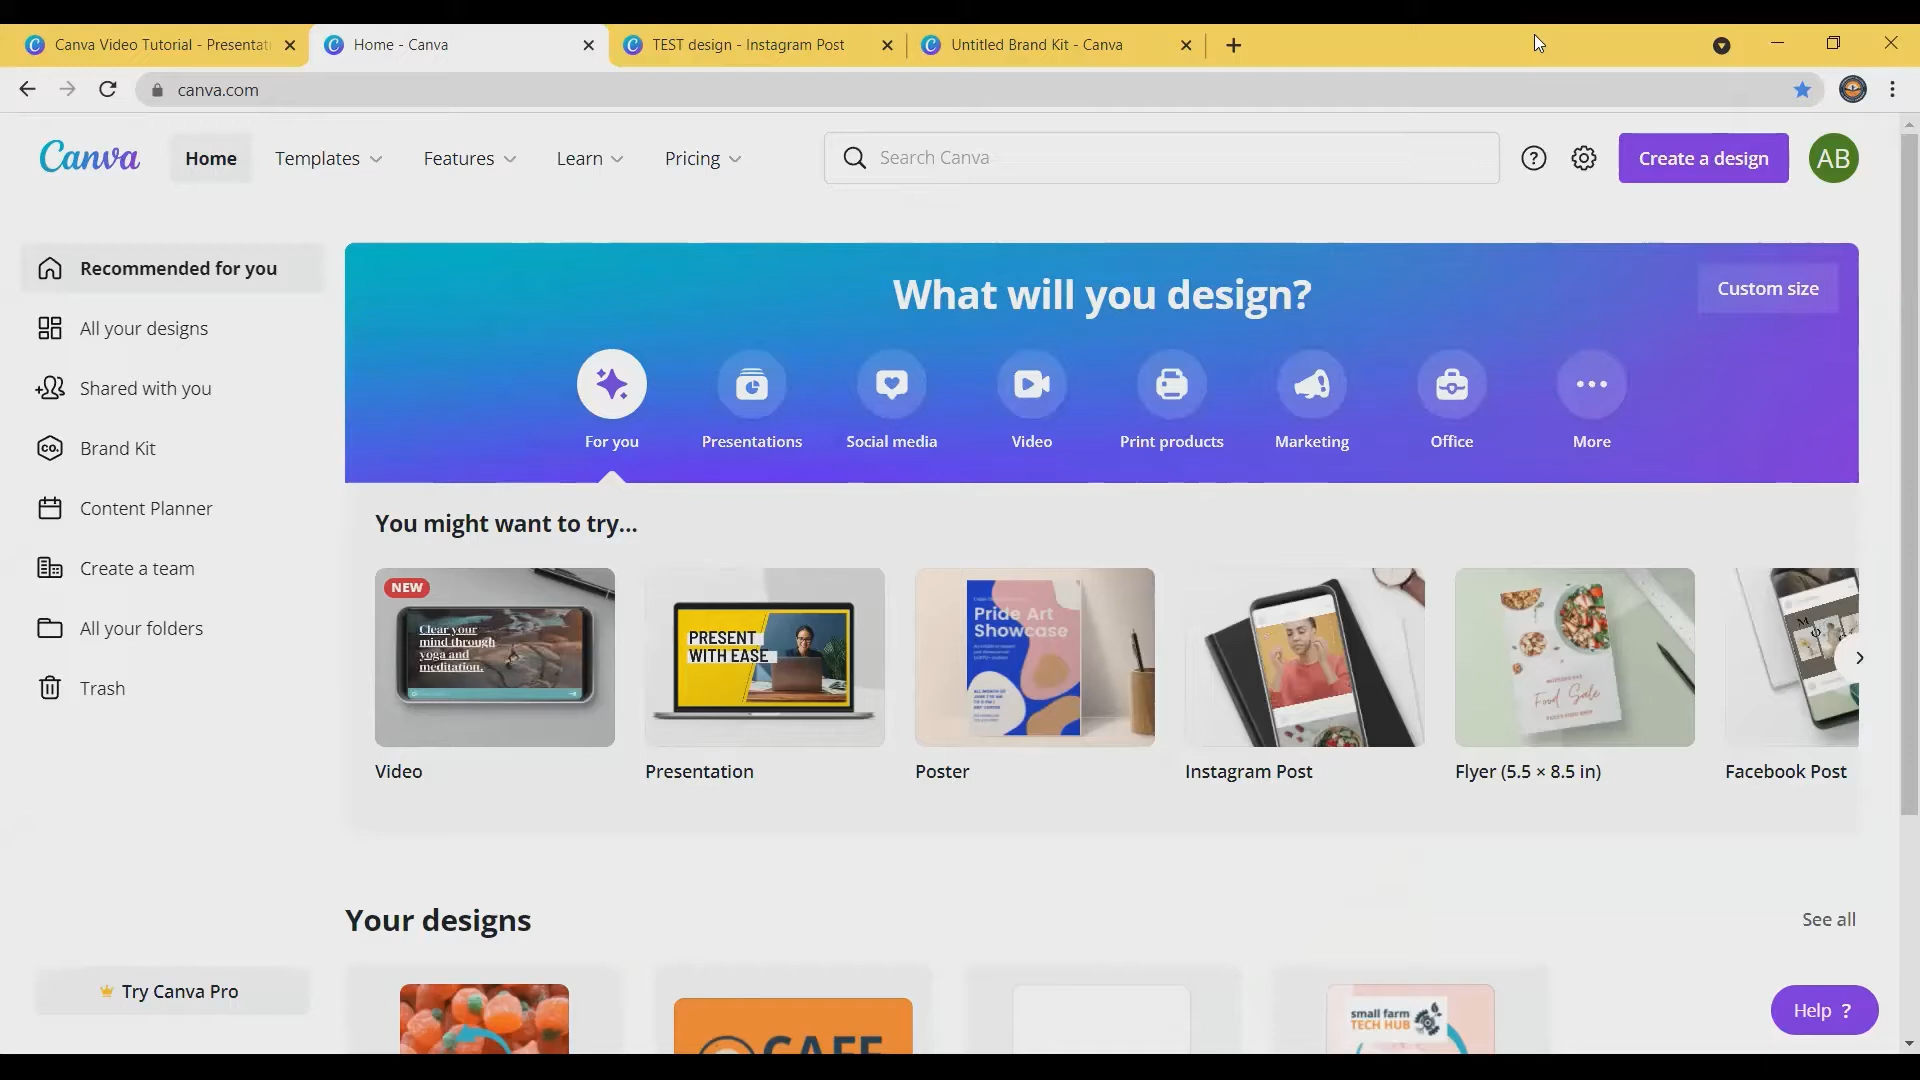 Canva Video Tutorial - Presentat
Home - Canva
TEST design - Instagram Post
Untitled Brand Kit - Canva
canva.com
Canva
Home
Templates
Features
Learn
Pricing
Search Canva
?
Create a design
AB
Recommended for you
All your designs
Shared with you
CO.
Brand Kit
Content Planner
Create a team
All your folders
Trash
Try Canva Pro
What will you design?
Custom size
For you
Presentations
Social media
Video
Print products
Marketing
Office
More
You might want to try...
NEW
Clear your
mind through
yoga and
meditation.
PRESENT
WITH EASE
Pride Art
Showcase
Food Sale
Video
Presentation
Poster
Instagram Post
Flyer (5.5 × 8.5 in)
Facebook Post
Your designs
See all
CAFE
small farm
TECH HUB
Help ?